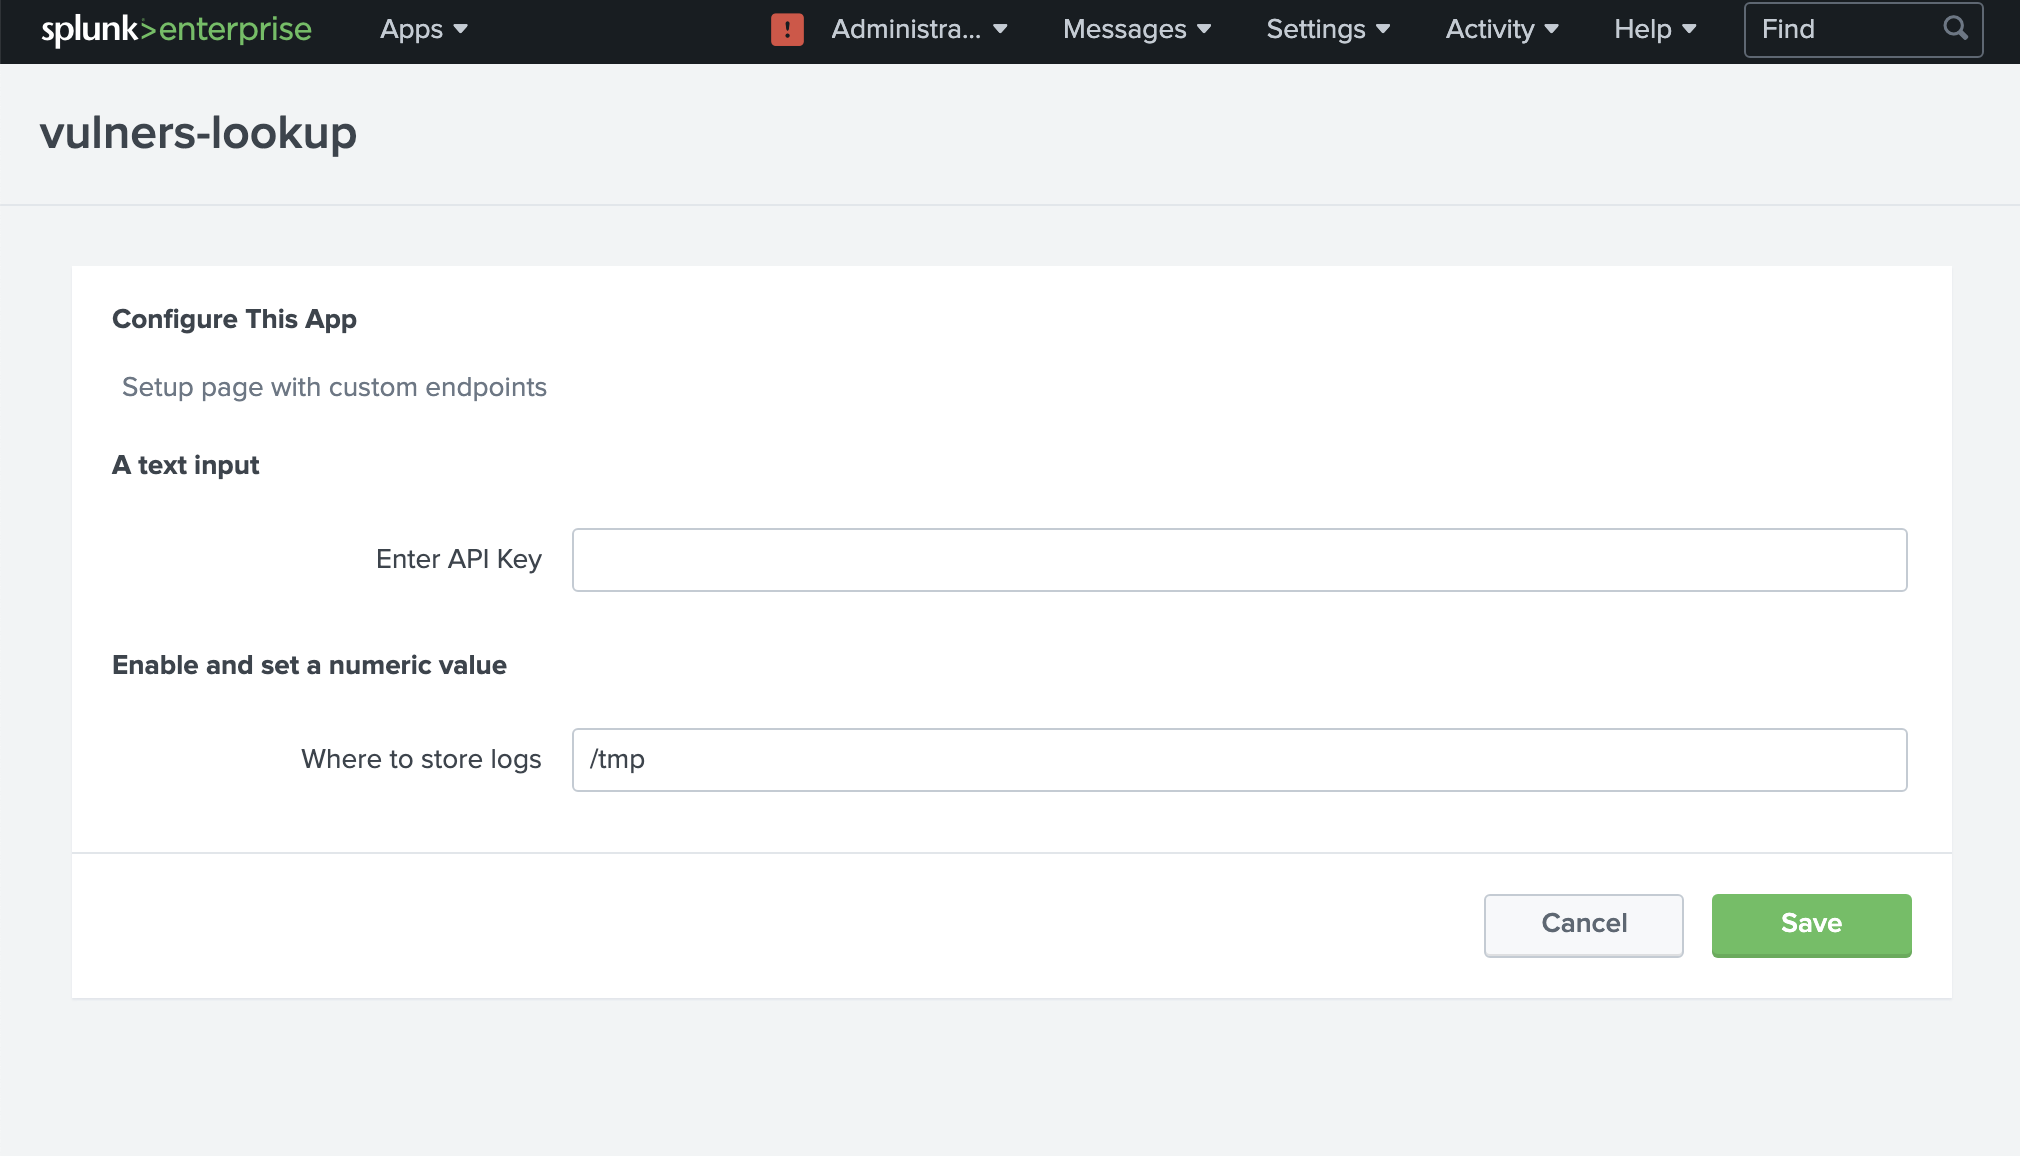 splunk>enterprise Apps ! Administra... Messages Settings Activity Help Find
vulners-lookup
Configure This App
Setup page with custom endpoints
A text input
Enter API Key
Enable and set a numeric value
Where to store logs /tmp
Cancel Save